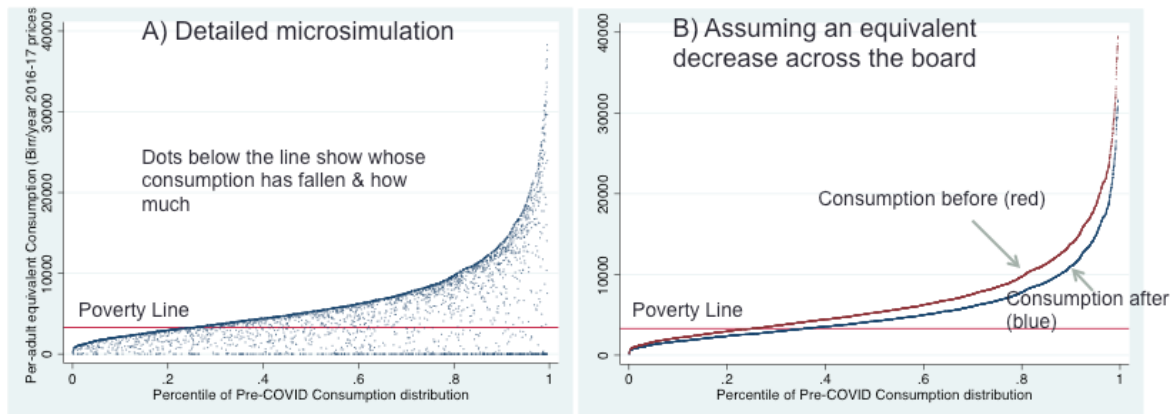 A) Detailed microsimulation
Per-adult equivalent Consumption (Birr/year 2016-17 prices
40000
30000
20000
10000
0
Dots below the line show whose
consumption has fallen & how
much
Poverty Line
0
.2
.4
.6
.8
1
Percentile of Pre-COVID Consumption distribution
B) Assuming an equivalent
decrease across the board
40000
30000
20000
10000
0
Consumption before (red)
Consumption after
(blue)
Poverty Line
0
.2
.4
.6
.8
1
Percentile of Pre-COVID Consumption distribution